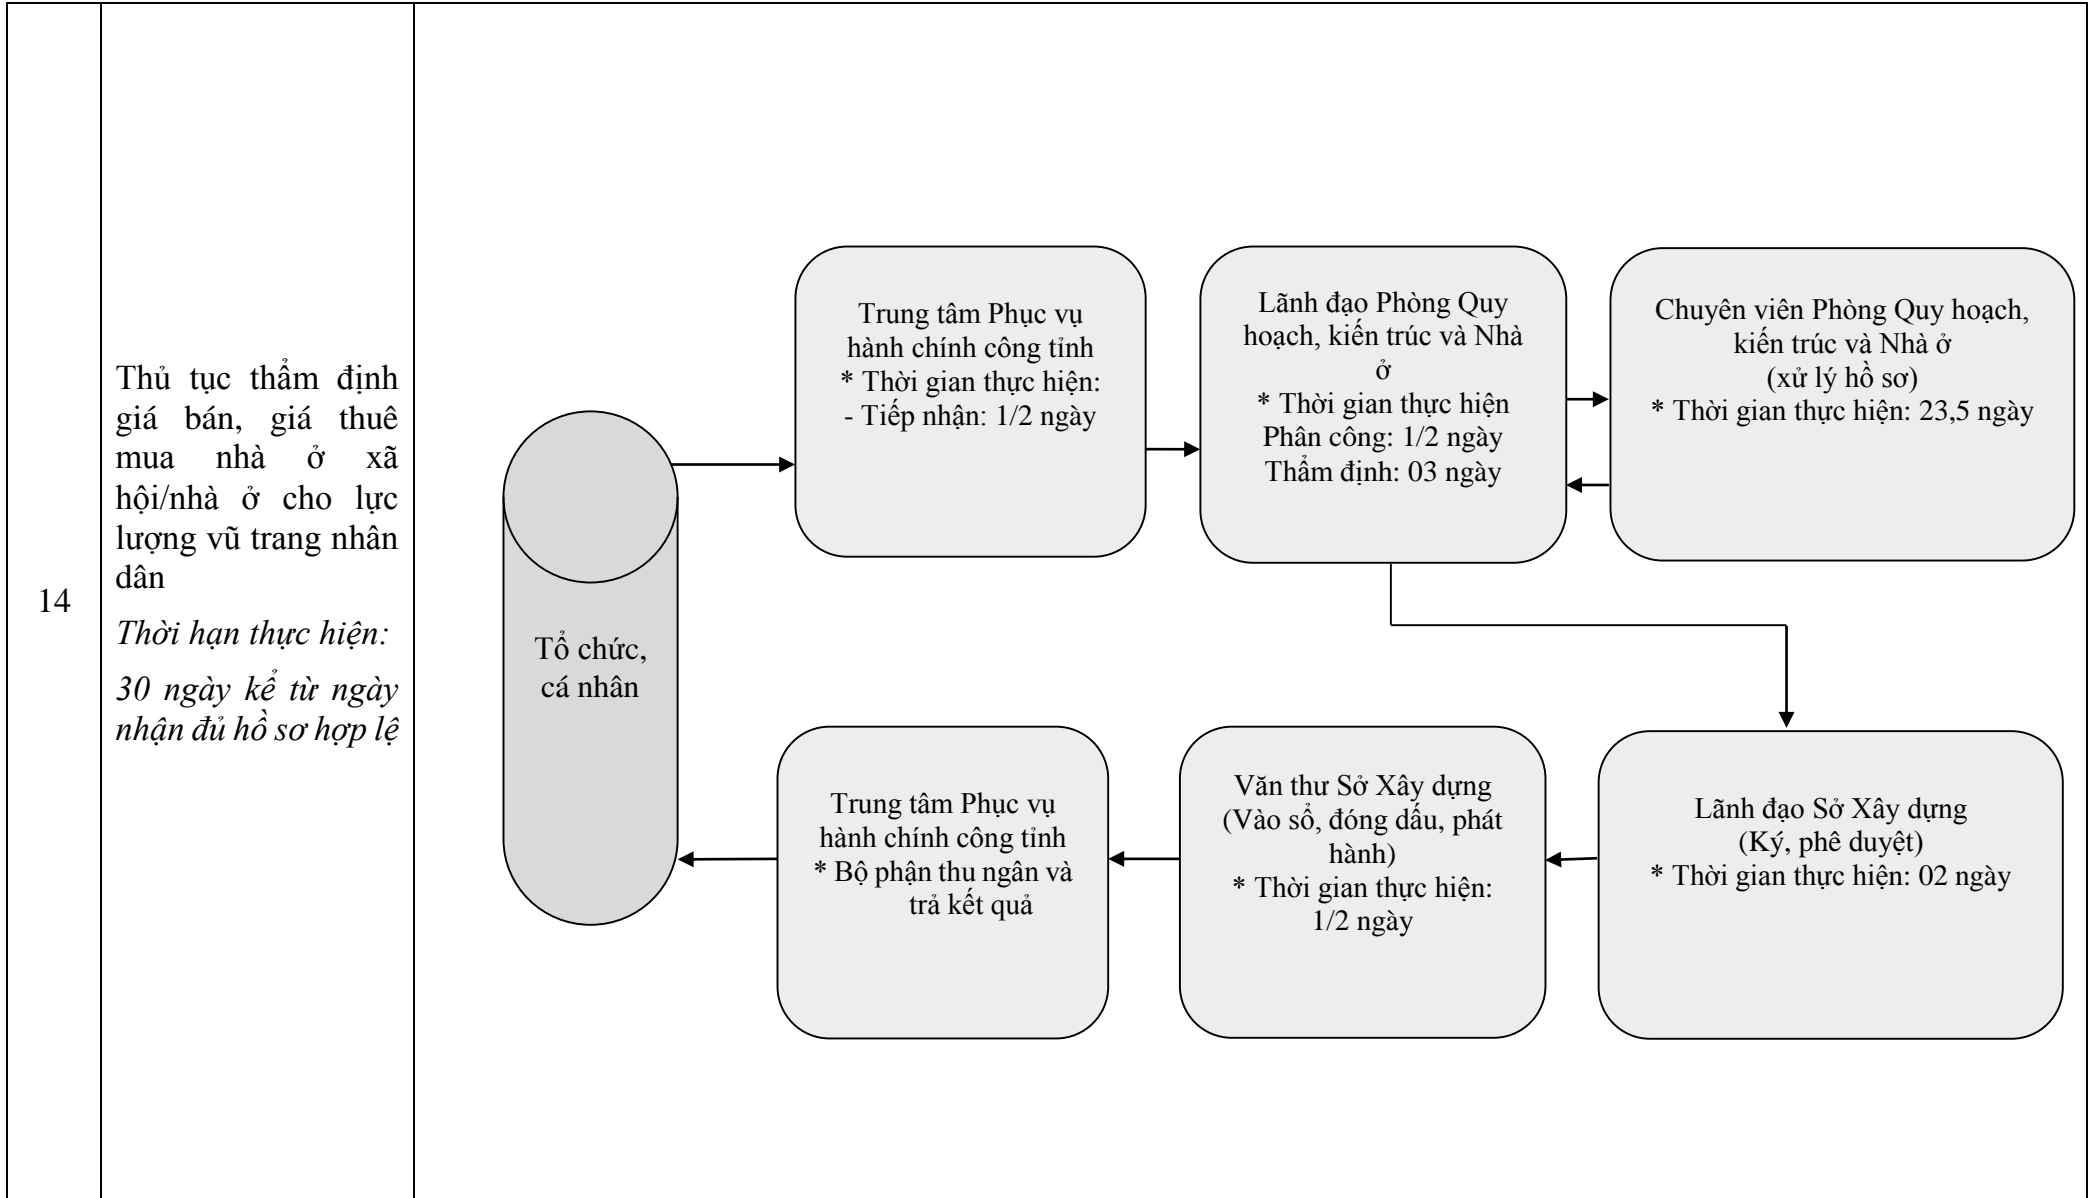 14
Thủ tục thẩm định
giá bán, giá thuê
mua nhà ở xã
hội/nhà ở cho lực
lượng vũ trang nhân
dân
Thời hạn thực hiện:
30 ngày kể từ ngày
nhận đủ hồ sơ hợp lệ
Tổ chức,
cá nhân
Trung tâm Phục vụ
hành chính công tỉnh
* Thời gian thực hiện:
- Tiếp nhận: 1/2 ngày
Lãnh đạo Phòng Quy
hoạch, kiến trúc và Nhà
ở
* Thời gian thực hiện
Phân công: 1/2 ngày
Thẩm định: 03 ngày
Chuyên viên Phòng Quy hoạch,
kiến trúc và Nhà ở
(xử lý hồ sơ)
* Thời gian thực hiện: 23,5 ngày
Lãnh đạo Sở Xây dựng
(Ký, phê duyệt)
* Thời gian thực hiện: 02 ngày
Văn thư Sở Xây dựng
(Vào sổ, đóng dấu, phát
hành)
* Thời gian thực hiện:
1/2 ngày
Trung tâm Phục vụ
hành chính công tỉnh
* Bộ phận thu ngân và
trả kết quả